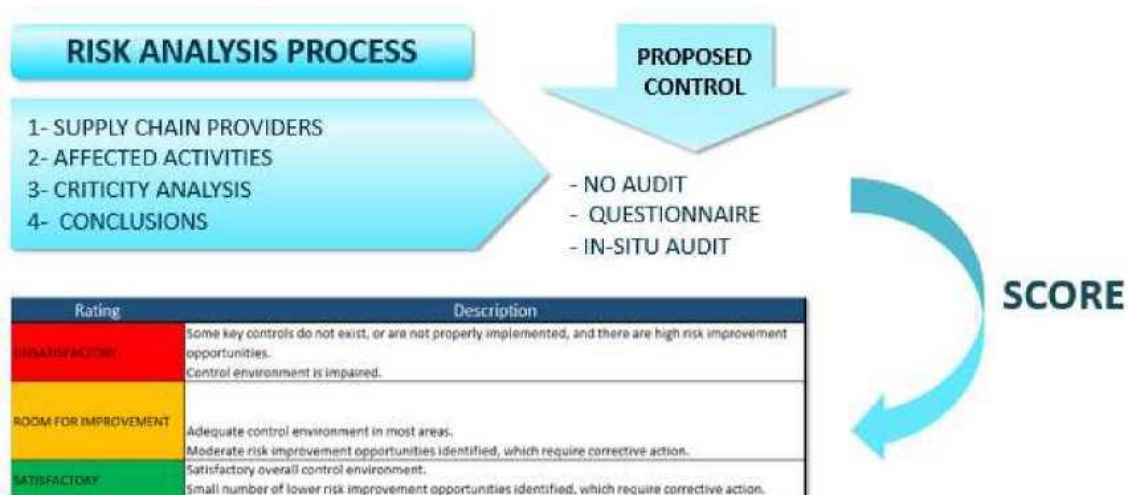 RISK ANALYSIS PROCESS
1- SUPPLY CHAIN PROVIDERS
2- AFFECTED ACTIVITIES
3- CRITICITY ANALYSIS
4- CONCLUSIONS
PROPOSED
CONTROL
- NO AUDIT
- QUESTIONNAIRE
- IN-SITU AUDIT
SCORE
Rating Description
UNSATISFACTORY
Some key controls do not exist, or are not properly implemented, and there are high risk improvement
opportunities.
Control environment is impaired.
ROOM FOR IMPROVEMENT
Adequate control environment in most areas.
Moderate risk improvement opportunities identified, which require corrective action.
SATISFACTORY
Satisfactory overall control environment.
Small number of lower risk improvement opportunities identified, which require corrective action.